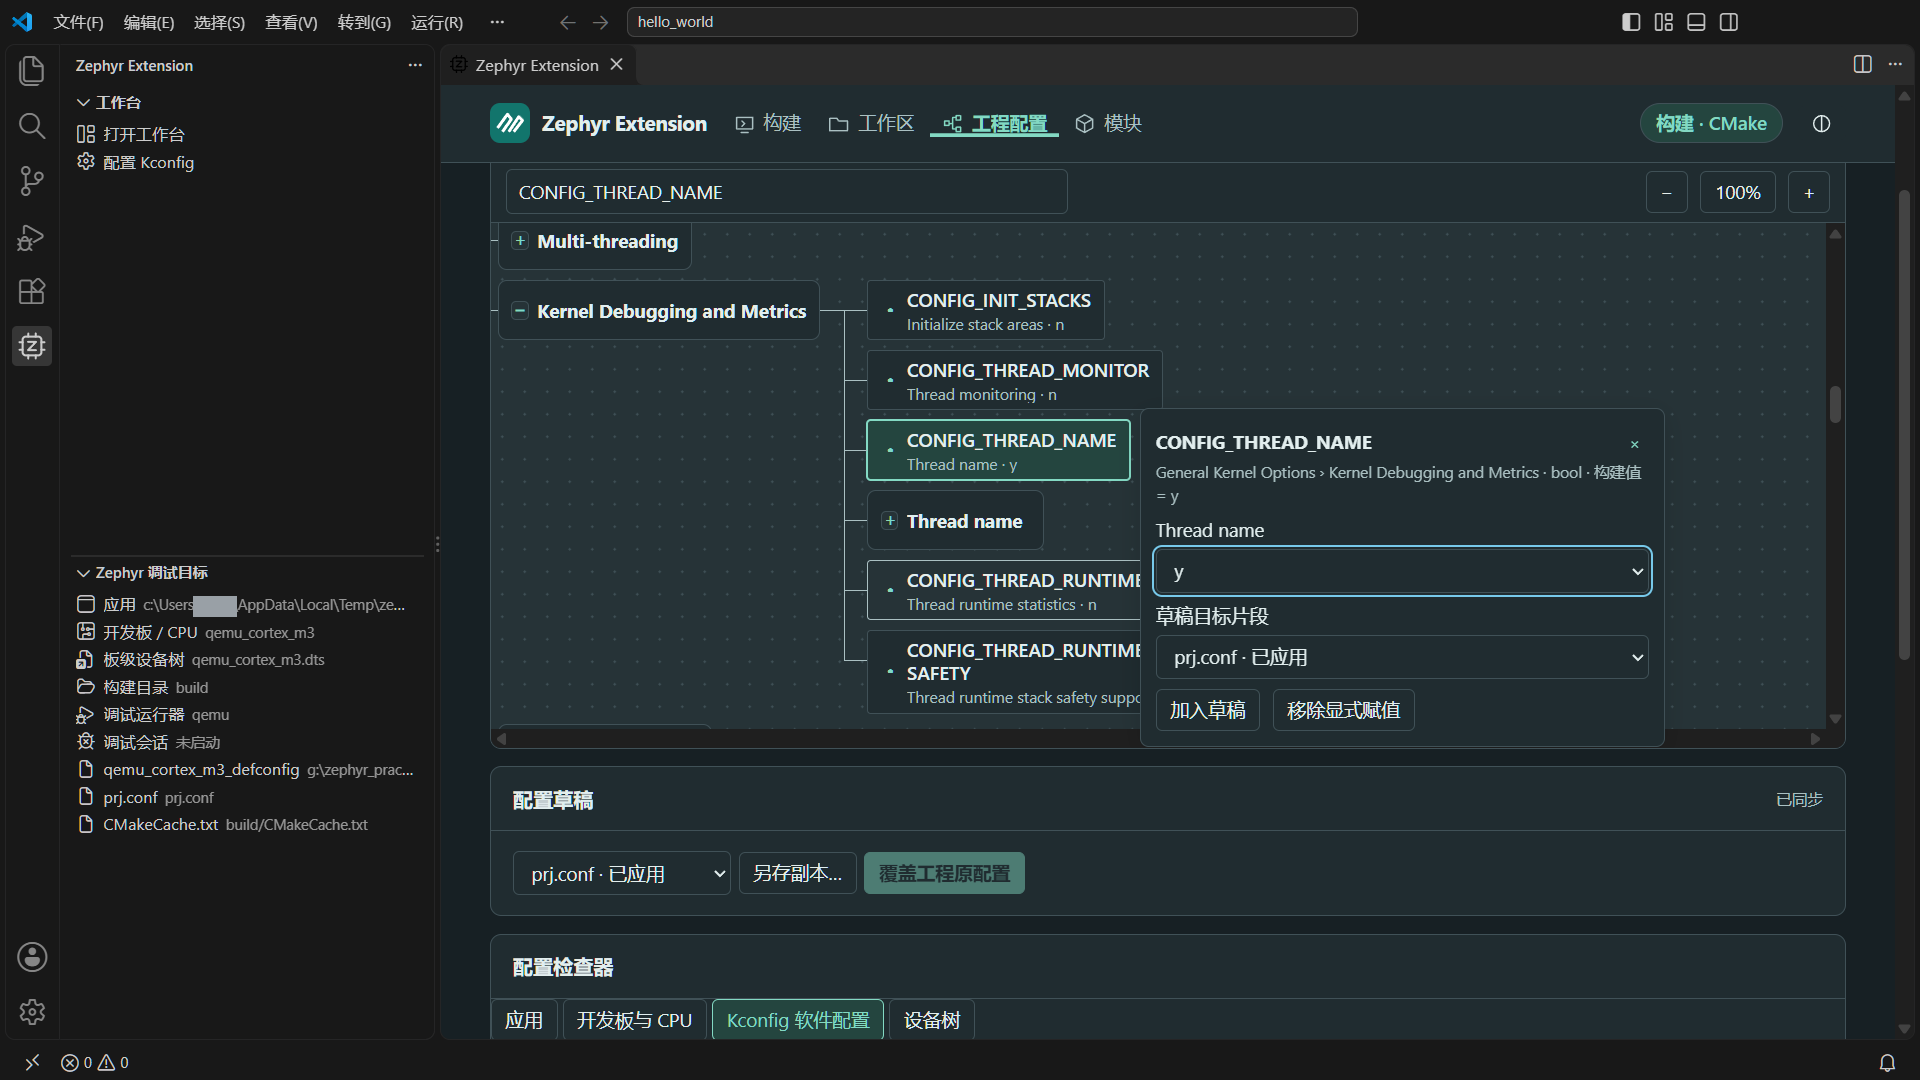 文件(F) 编辑(E) 选择(S) 查看(V) 转到(G) 运行(R) ···
hello_world
Zephyr Extension ···
工作台
打开工作台
配置 Kconfig
Zephyr 调试目标
应用 c:\Users AppData\Local\Temp\ze...
开发板 / CPU qemu_cortex_m3
板级设备树 qemu_cortex_m3.dts
构建目录 build
调试运行器 qemu
调试会话 未启动
qemu_cortex_m3_defconfig g:\zephyr_prac...
prj.conf prj.conf
CMakeCache.txt build/CMakeCache.txt
Zephyr Extension
Zephyr Extension 构建 工作区 工程配置 模块 构建 · CMake
CONFIG_THREAD_NAME − 100% +
+ Multi-threading
− Kernel Debugging and Metrics
CONFIG_INIT_STACKS
Initialize stack areas · n
CONFIG_THREAD_MONITOR
Thread monitoring · n
CONFIG_THREAD_NAME
Thread name · y
+ Thread name
CONFIG_THREAD_RUNTIME
Thread runtime statistics · n
CONFIG_THREAD_RUNTIME
SAFETY
Thread runtime stack safety suppo
CONFIG_THREAD_NAME ×
General Kernel Options › Kernel Debugging and Metrics · bool · 构建值
= y
Thread name
y
草稿目标片段
prj.conf · 已应用
加入草稿 移除显式赋值
配置草稿 已同步
prj.conf · 已应用 另存副本... 覆盖工程原配置
配置检查器
应用 开发板与 CPU Kconfig 软件配置 设备树
0 0